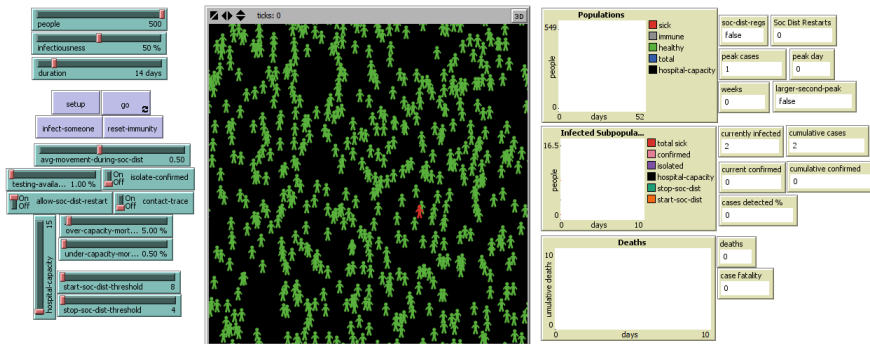 people 500
infectiousness 50 %
duration 14 days
setup
go
infect-someone
reset-immunity
avg-movement-during-soc-dist 0.50
testing-availa... 1.00 %
On
Off
isolate-confirmed
On
Off
allow-soc-dist-restart
On
Off
contact-trace
hospital-capacity 15
over-capacity-mort... 5.00 %
under-capacity-mor... 0.50 %
start-soc-dist-threshold 8
stop-soc-dist-threshold 4
ticks: 0
3D
Populations
549.
people
0
0
days
52
sick
immune
healthy
total
hospital-capacity
Infected Subpopula...
16.5
people
0
0
days
10
total sick
confirmed
isolated
hospital-capacity
stop-soc-dist
start-soc-dist
Deaths
10
umulative deaths
0
0
days
10
soc-dist-regs
false
Soc Dist Restarts
0
peak cases
1
peak day
0
weeks
0
larger-second-peak
false
currently infected
2
cumulative cases
2
current confirmed
0
cumulative confirmed
0
cases detected %
0
deaths
0
case fatality
0